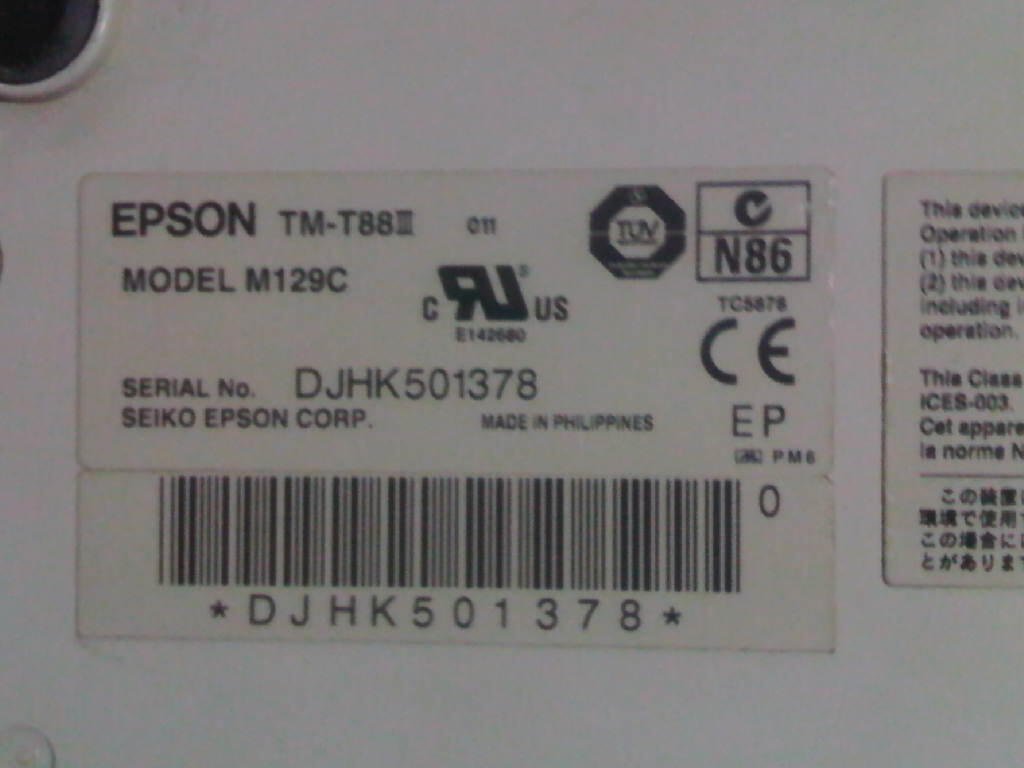 EPSON TM-T88III 011
MODEL M129C
C RU® US
E142680
TUV
N86
TC5878
CE
SERIAL No. DJHK501378
SEIKO EPSON CORP. MADE IN PHILIPPINES
EP
PM6
0
*DJHK501378*
This device
Operation
(1) this dev
(2) this dev
including i
operation.
This Class
ICES-003.
Cet appare
la norme N
この装置
環境で使用
この場合に
とがありま